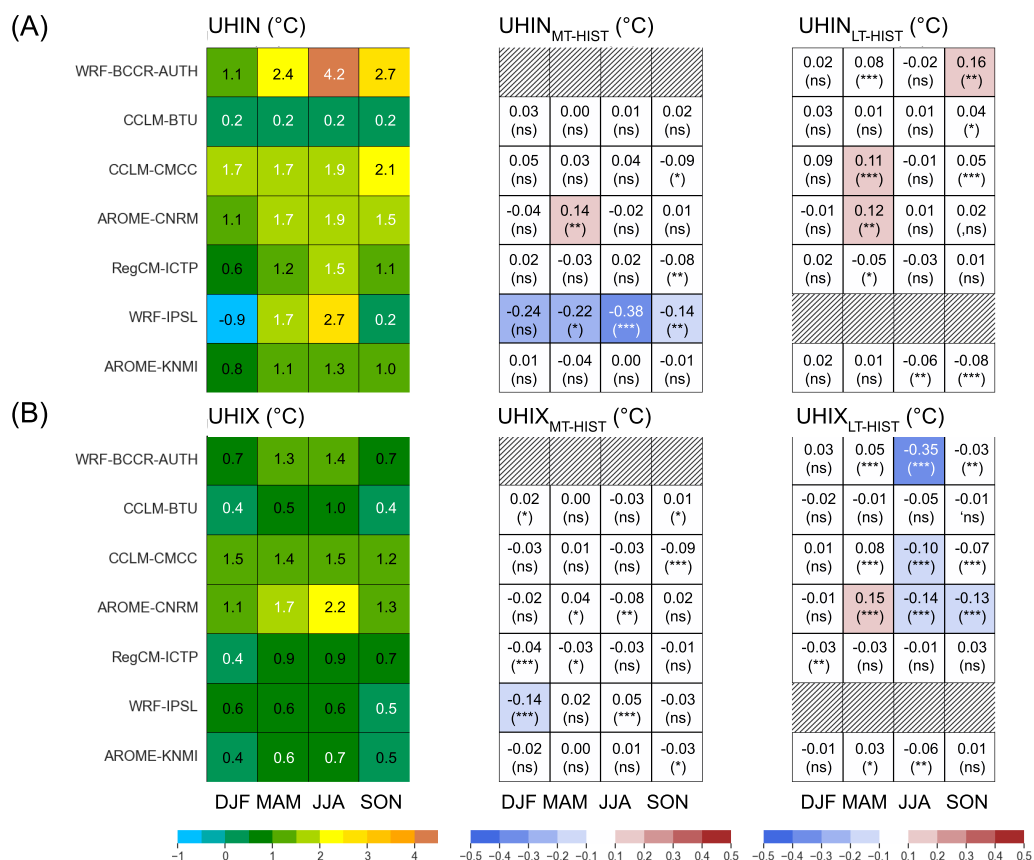 (A) UHIN (°C) UHIN MT-HIST (°C) UHIN LT-HIST (°C)
WRF-BCCR-AUTH 1.1 2.4 4.2 2.7 0.02 0.08 -0.02 0.16
(ns) (***) (ns) (**)
CCLM-BTU 0.2 0.2 0.2 0.2 0.03 0.00 0.01 0.02 0.03 0.01 0.01 0.04
(ns) (ns) (ns) (ns) (ns) (ns) (ns) (*)
CCLM-CMCC 1.7 1.7 1.9 2.1 0.05 0.03 0.04 -0.09 0.09 0.11 -0.01 0.05
(ns) (ns) (ns) (*) (ns) (***) (ns) (***)
AROME-CNRM 1.1 1.7 1.9 1.5 -0.04 0.14 -0.02 0.01 -0.01 0.12 0.01 0.02
(ns) (**) (ns) (ns) (ns) (**) (ns) (,ns)
RegCM-ICTP 0.6 1.2 1.5 1.1 0.02 -0.03 0.02 -0.08 0.02 -0.05 -0.03 0.01
(ns) (ns) (ns) (**) (ns) (*) (ns) (ns)
WRF-IPSL -0.9 1.7 2.7 0.2 -0.24 -0.22 -0.38 -0.14
(ns) (*) (***) (**)
AROME-KNMI 0.8 1.1 1.3 1.0 0.01 -0.04 0.00 -0.01 0.02 0.01 -0.06 -0.08
(ns) (ns) (ns) (ns) (ns) (ns) (**) (***)
(B) UHIX (°C) UHIX MT-HIST (°C) UHIX LT-HIST (°C)
WRF-BCCR-AUTH 0.7 1.3 1.4 0.7 0.03 0.05 -0.35 -0.03
(ns) (***) (***) (**)
CCLM-BTU 0.4 0.5 1.0 0.4 0.02 0.00 -0.03 0.01 -0.02 -0.01 -0.05 -0.01
(*) (ns) (ns) (*) (ns) (ns) (ns) ‘ns)
CCLM-CMCC 1.5 1.4 1.5 1.2 -0.03 0.01 -0.03 -0.09 0.01 0.08 -0.10 -0.07
(ns) (ns) (ns) (***) (ns) (***) (***) (***)
AROME-CNRM 1.1 1.7 2.2 1.3 -0.02 0.04 -0.08 0.02 -0.01 0.15 -0.14 -0.13
(ns) (*) (**) (ns) (ns) (***) (***) (***)
RegCM-ICTP 0.4 0.9 0.9 0.7 -0.04 -0.03 -0.03 -0.01 -0.03 -0.03 -0.01 0.03
(***) (*) (ns) (ns) (**) (ns) (ns) (ns)
WRF-IPSL 0.6 0.6 0.6 0.5 -0.14 0.02 0.05 -0.03
(***) (ns) (***) (ns)
AROME-KNMI 0.4 0.6 0.7 0.5 -0.02 0.00 0.01 -0.03 -0.01 0.03 -0.06 0.01
(ns) (ns) (ns) (*) (ns) (*) (**) (ns)
DJF MAM JJA SON DJF MAM JJA SON DJF MAM JJA SON
−1 0 1 2 3 4 −0.5 −0.4 −0.3 −0.2 −0.1 0.1 0.2 0.3 0.4 0.5 −0.5 −0.4 −0.3 −0.2 −0.1 0.1 0.2 0.3 0.4 0.5